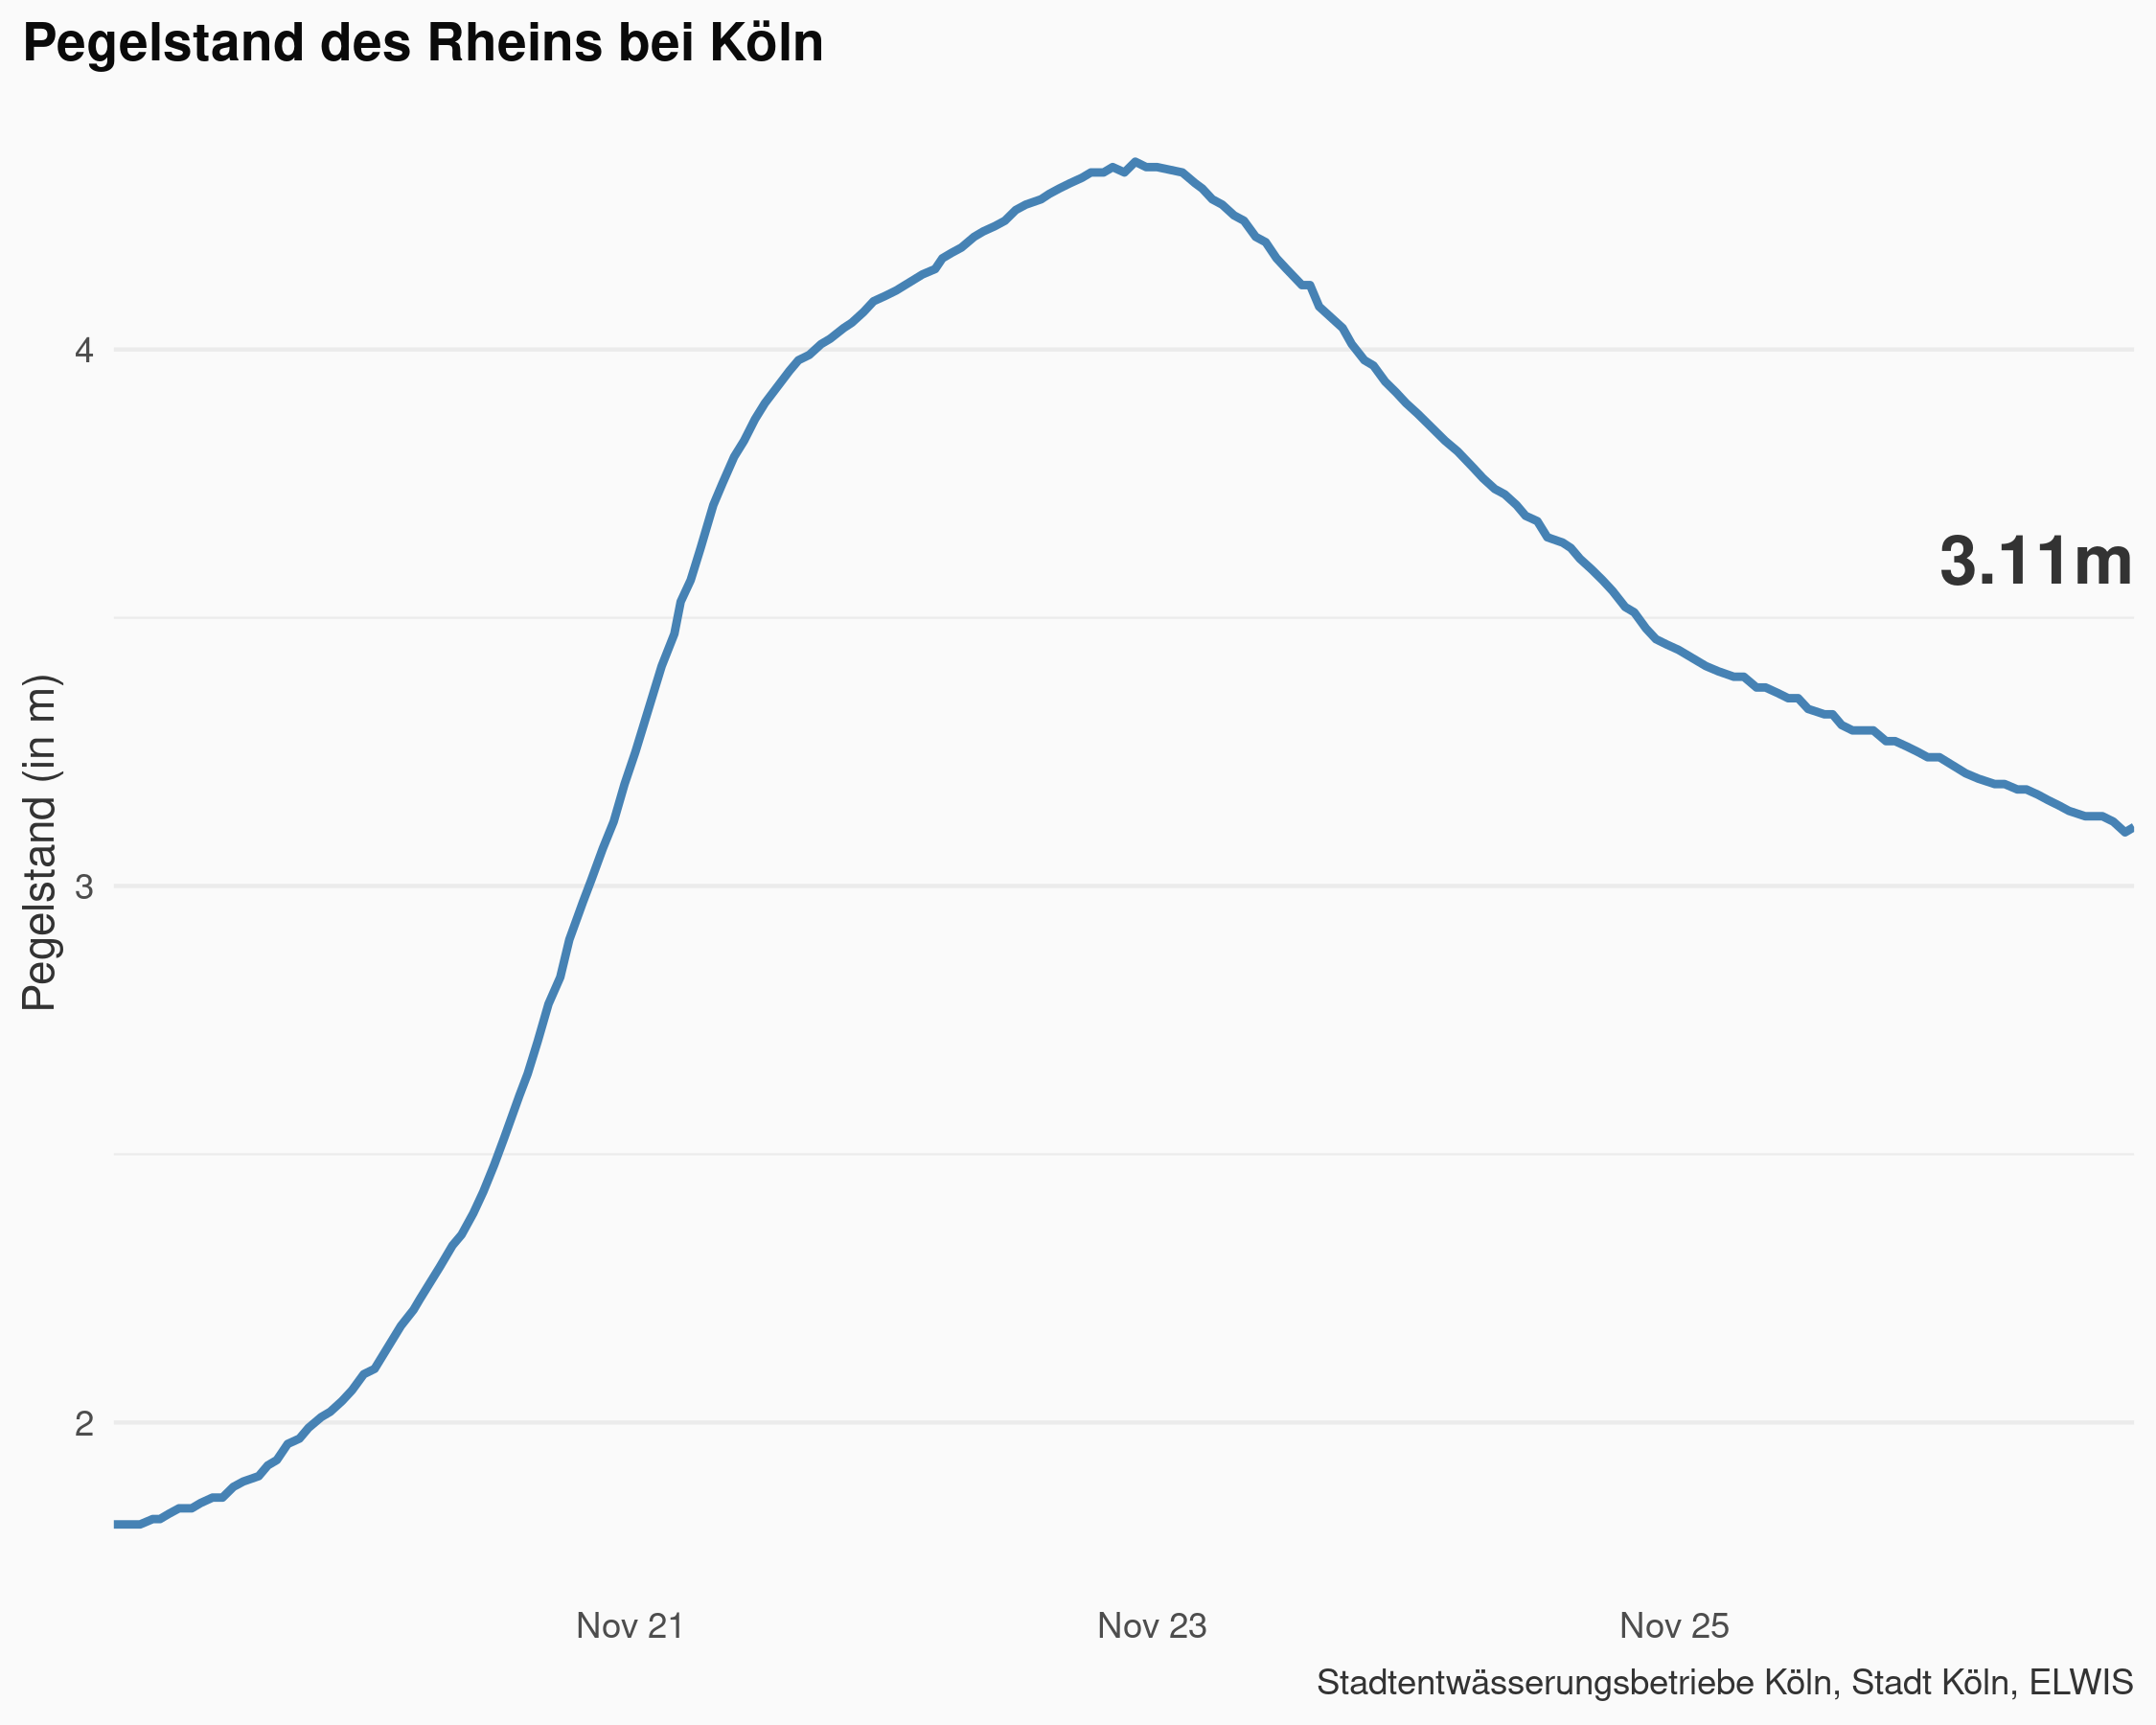 Pegelstand des Rheins bei Köln
Pegelstand (in m)
4
3
2
3.11m
Nov 21
Nov 23
Nov 25
Stadtentwässerungsbetriebe Köln, Stadt Köln, ELWIS